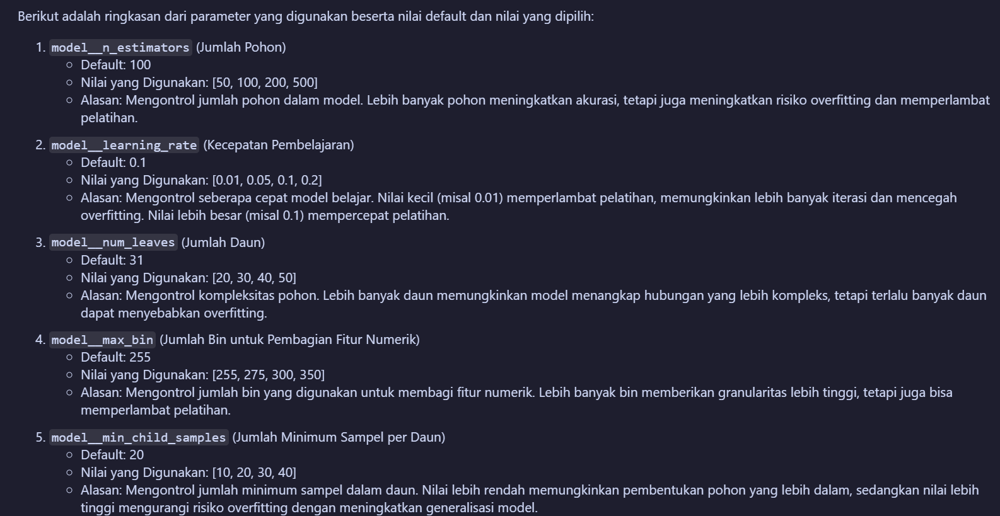 Berikut adalah ringkasan dari parameter yang digunakan beserta nilai default dan nilai yang dipilih:
1. model__n_estimators (Jumlah Pohon)
○ Default: 100
○ Nilai yang Digunakan: [50, 100, 200, 500]
○ Alasan: Mengontrol jumlah pohon dalam model. Lebih banyak pohon meningkatkan akurasi, tetapi juga meningkatkan risiko overfitting dan memperlambat
pelatihan.
2. model__learning_rate (Kecepatan Pembelajaran)
○ Default: 0.1
○ Nilai yang Digunakan: [0.01, 0.05, 0.1, 0.2]
○ Alasan: Mengontrol seberapa cepat model belajar. Nilai kecil (misal 0.01) memperlambat pelatihan, memungkinkan lebih banyak iterasi dan mencegah
overfitting. Nilai lebih besar (misal 0.1) mempercepat pelatihan.
3. model__num_leaves (Jumlah Daun)
○ Default: 31
○ Nilai yang Digunakan: [20, 30, 40, 50]
○ Alasan: Mengontrol kompleksitas pohon. Lebih banyak daun memungkinkan model menangkap hubungan yang lebih kompleks, tetapi terlalu banyak daun
dapat menyebabkan overfitting.
4. model__max_bin (Jumlah Bin untuk Pembagian Fitur Numerik)
○ Default: 255
○ Nilai yang Digunakan: [255, 275, 300, 350]
○ Alasan: Mengontrol jumlah bin yang digunakan untuk membagi fitur numerik. Lebih banyak bin memberikan granularitas lebih tinggi, tetapi juga bisa
memperlambat pelatihan.
5. model__min_child_samples (Jumlah Minimum Sampel per Daun)
○ Default: 20
○ Nilai yang Digunakan: [10, 20, 30, 40]
○ Alasan: Mengontrol jumlah minimum sampel dalam daun. Nilai lebih rendah memungkinkan pembentukan pohon yang lebih dalam, sedangkan nilai lebih
tinggi mengurangi risiko overfitting dengan meningkatkan generalisasi model.